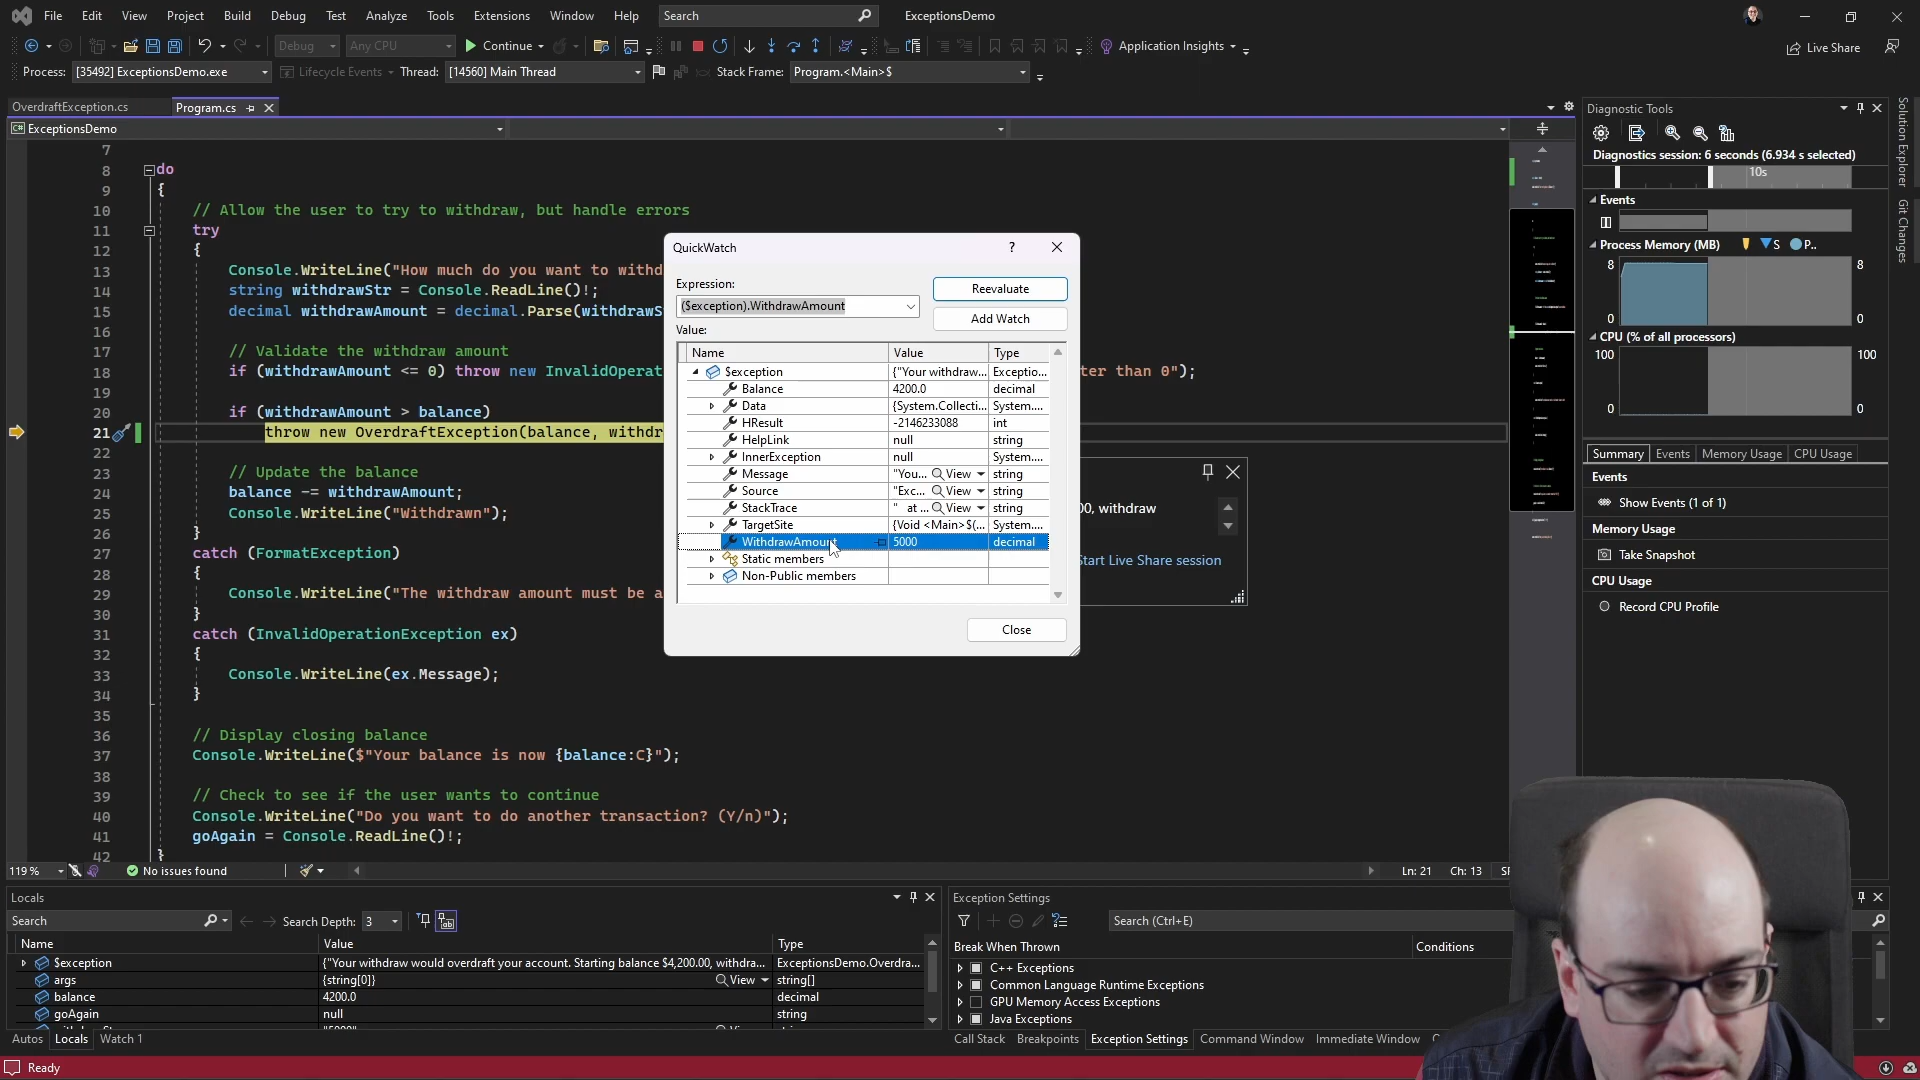 File Edit View Project Build Debug Test Analyze Tools Extensions Window Help Search ExceptionsDemo
Debug Any CPU Continue Application Insights Live Share
Process: [35492] ExceptionsDemo.exe Lifecycle Events Thread: [14560] Main Thread Stack Frame: Program.<Main>$
OverdraftException.cs Program.cs
ExceptionsDemo
7
8 do
9 {
10 // Allow the user to try to withdraw, but handle errors
11 try
12 {
13 Console.WriteLine("How much do you want to withd
14 string withdrawStr = Console.ReadLine()!;
15 decimal withdrawAmount = decimal.Parse(withdrawS
16
17 // Validate the withdraw amount
18 if (withdrawAmount <= 0) throw new InvalidOperat ter than 0");
19
20 if (withdrawAmount > balance)
21 throw new OverdraftException(balance, withdr
22
23 // Update the balance
24 balance -= withdrawAmount;
25 Console.WriteLine("Withdrawn");
26 }
27 catch (FormatException)
28 {
29 Console.WriteLine("The withdraw amount must be a
30 }
31 catch (InvalidOperationException ex)
32 {
33 Console.WriteLine(ex.Message);
34 }
35
36 // Display closing balance
37 Console.WriteLine($"Your balance is now {balance:C}");
38
39 // Check to see if the user wants to continue
40 Console.WriteLine("Do you want to do another transaction? (Y/n)");
41 goAgain = Console.ReadLine()!;
42 }
119 % No issues found Ln: 21 Ch: 13
QuickWatch ?
Expression:
($exception).WithdrawAmount
Reevaluate
Add Watch
Value:
Name Value Type
$exception {"Your withdraw... Exceptio...
Balance 4200.0 decimal
Data {System.Collecti... System....
HResult -2146233088 int
HelpLink null string
InnerException null System....
Message "You... View string
Source "Exc... View string
StackTrace " at ... View string
TargetSite {Void <Main>$(... System....
WithdrawAmount 5000 decimal
Static members
Non-Public members
Close
00, withdraw
Start Live Share session
Diagnostic Tools
Diagnostics session: 6 seconds (6.934 s selected)
10s
Events
Process Memory (MB) S P..
8 8
0 0
CPU (% of all processors)
100 100
0 0
Summary Events Memory Usage CPU Usage
Events
Show Events (1 of 1)
Memory Usage
Take Snapshot
CPU Usage
Record CPU Profile
Solution Explorer
Git Changes
Locals
Search Search Depth: 3
Name Value Type
$exception {"Your withdraw would overdraft your account. Starting balance $4,200.00, withdra... ExceptionsDemo.Overdra...
args {string[0]} View string[]
balance 4200.0 decimal
goAgain null string
Autos Locals Watch 1
Exception Settings
Search (Ctrl+E)
Break When Thrown Conditions
C++ Exceptions
Common Language Runtime Exceptions
GPU Memory Access Exceptions
Java Exceptions
Call Stack Breakpoints Exception Settings Command Window Immediate Window
Ready